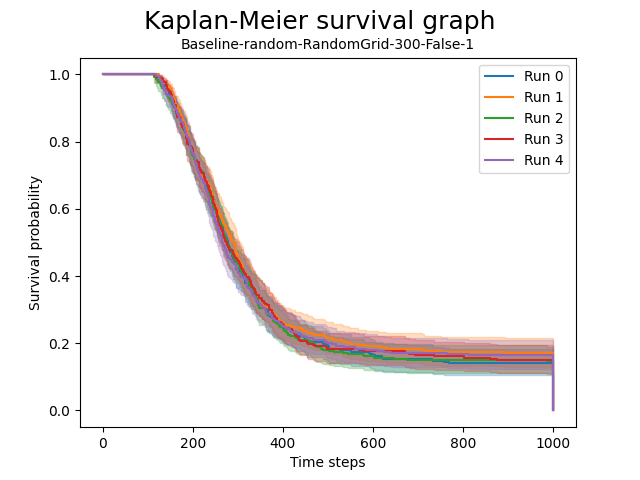 Kaplan-Meier survival graph
Baseline-random-RandomGrid-300-False-1
Survival probability
1.0
0.8
0.6
0.4
0.2
0.0
Run 0
Run 1
Run 2
Run 3
Run 4
0 200 400 600 800 1000
Time steps